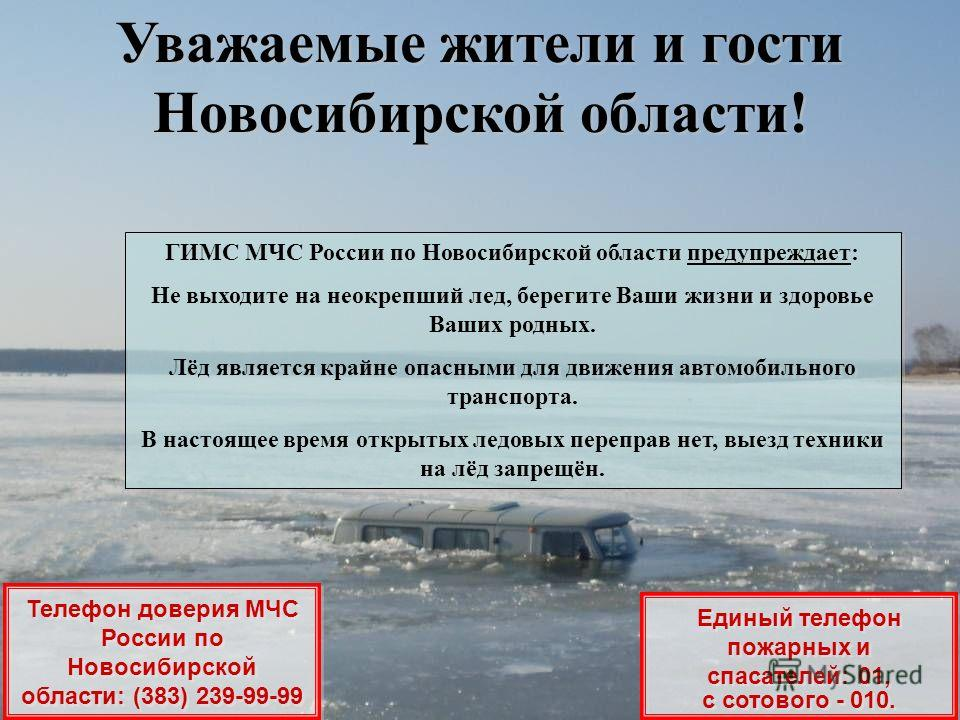 Уважаемые жители и гости
Новосибирской области!
ГИМС МЧС России по Новосибирской области предупреждает:
Не выходите на неокрепший лед, берегите Ваши жизни и здоровье
Ваших родных.
Лёд является крайне опасными для движения автомобильного
транспорта.
В настоящее время открытых ледовых переправ нет, выезд техники
на лёд запрещён.
Телефон доверия МЧС
России по
Новосибирской
области: (383) 239-99-99
Единый телефон
пожарных и
спасателей: 01,
с сотового - 010.
MyShared